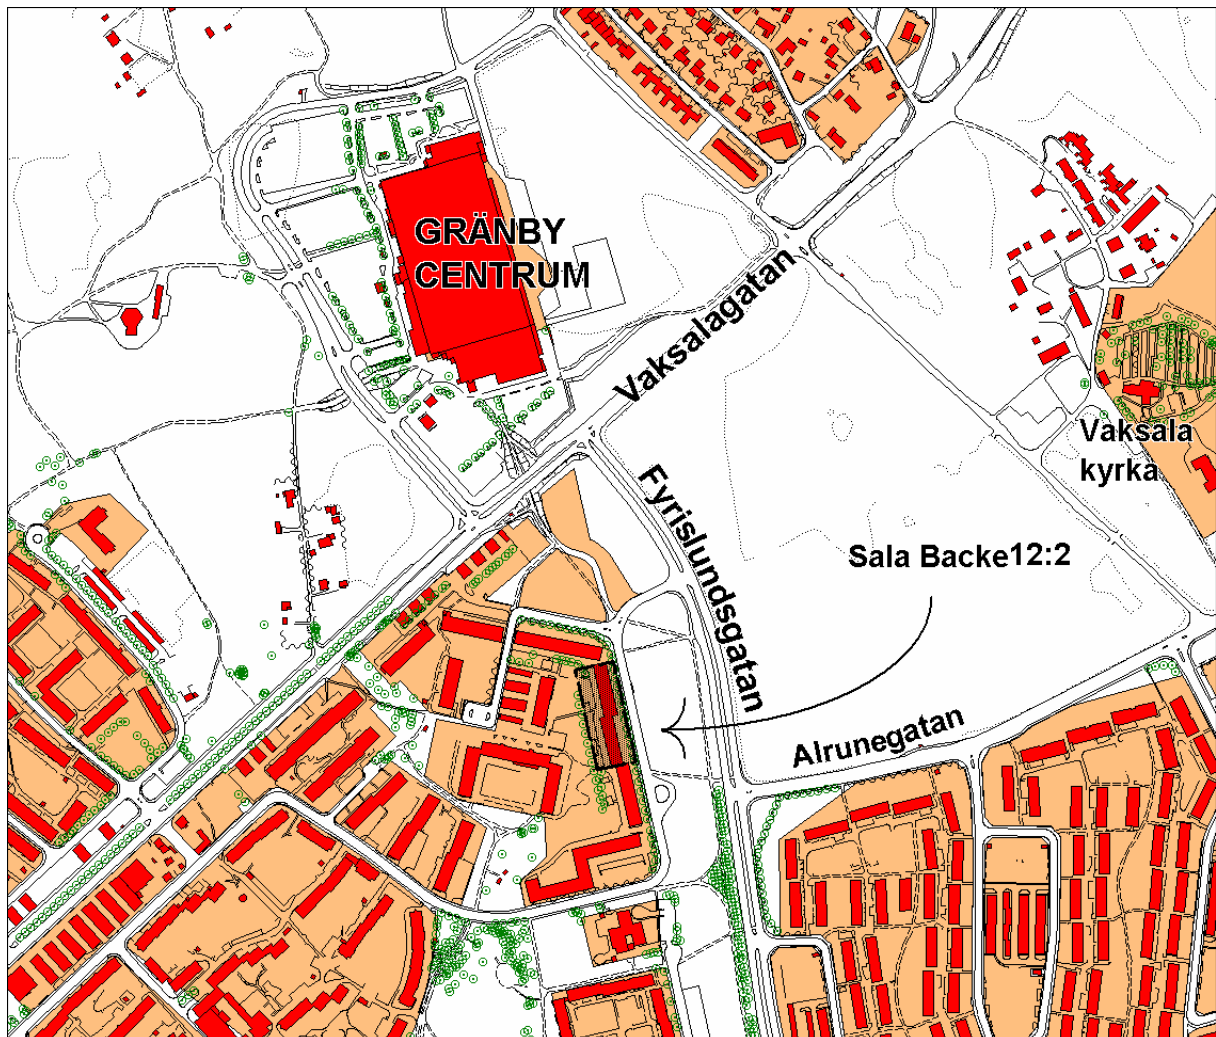 GRÄNBY
CENTRUM
Vaksalagatan
Vaksala
kyrka
Fyrislundsgatan
Sala Backe12:2
Alrunegatan